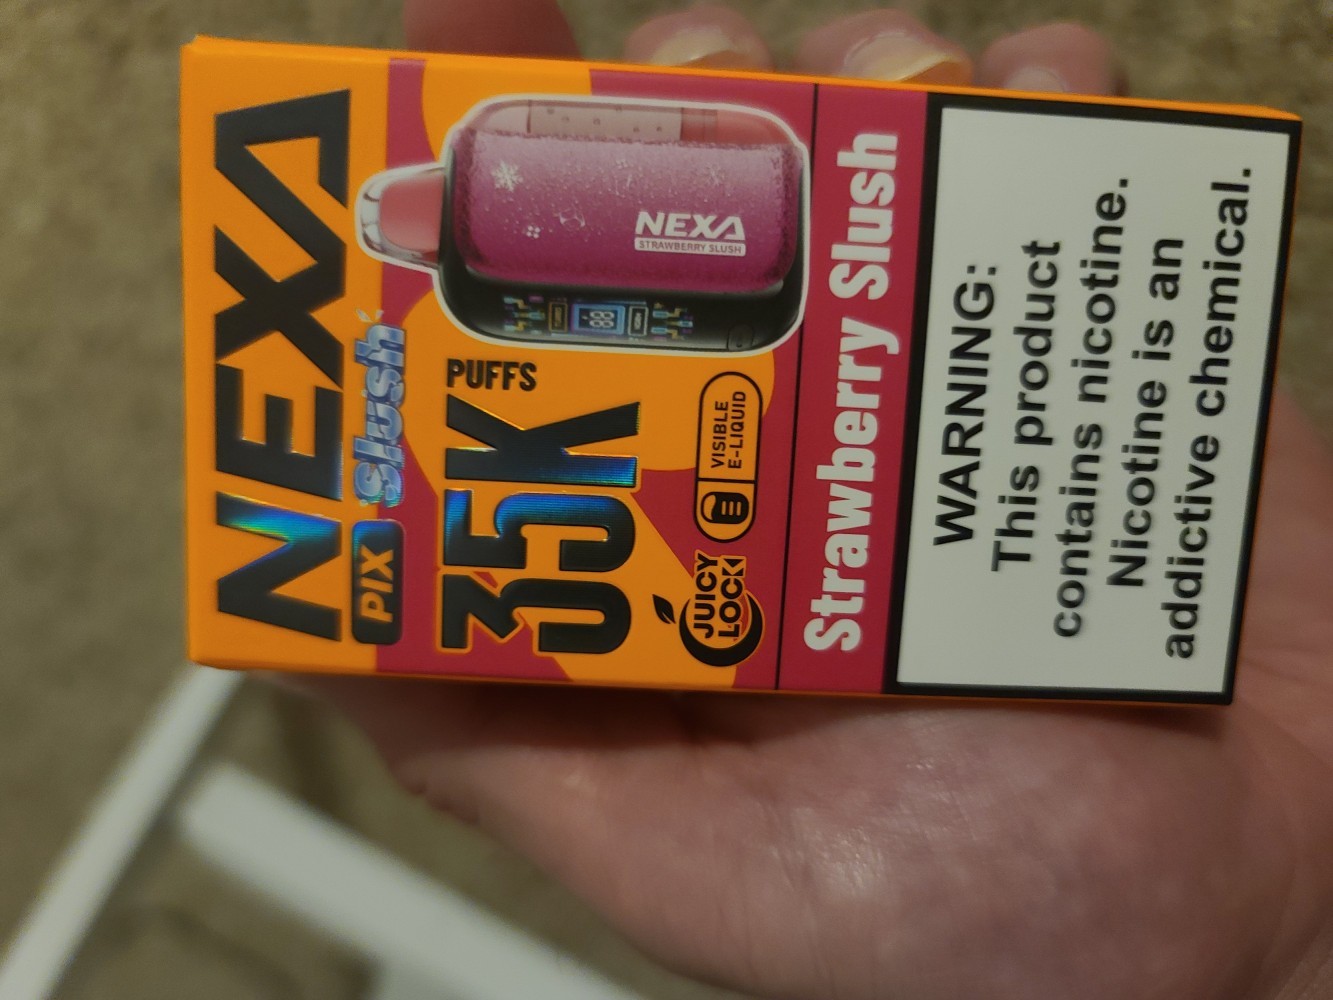 NEXA
PIX slush
NEXA
STRAWBERRY SLUSH
35K PUFFS
JUICY
LOCK
VISIBLE
E-LIQUID
Strawberry Slush
WARNING:
This product
contains nicotine.
Nicotine is an
addictive chemical.